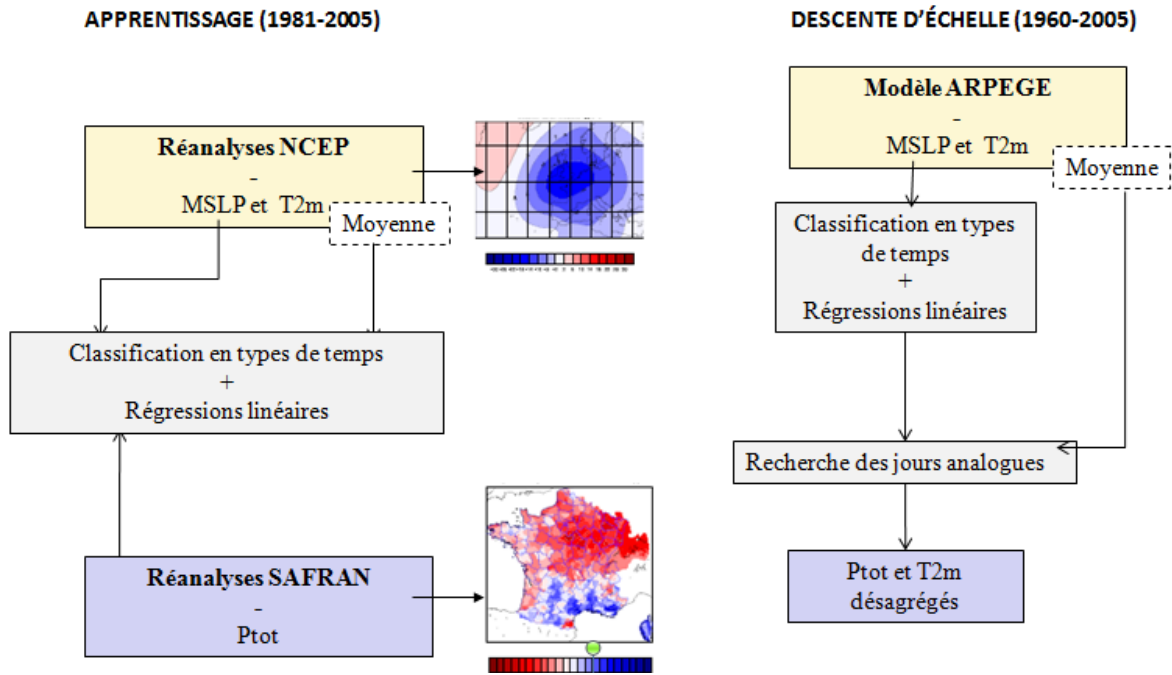 APPRENTISSAGE (1981-2005)
Réanalyses NCEP
-
MSLP et T2m
Moyenne
Classification en types de temps
+
Régressions linéaires
Réanalyses SAFRAN
-
Ptot
DESCENTE D'ÉCHELLE (1960-2005)
Modèle ARPEGE
-
MSLP et T2m
Moyenne
Classification en types
de temps
+
Régressions linéaires
Recherche des jours analogues
Ptot et T2m
désagrégés